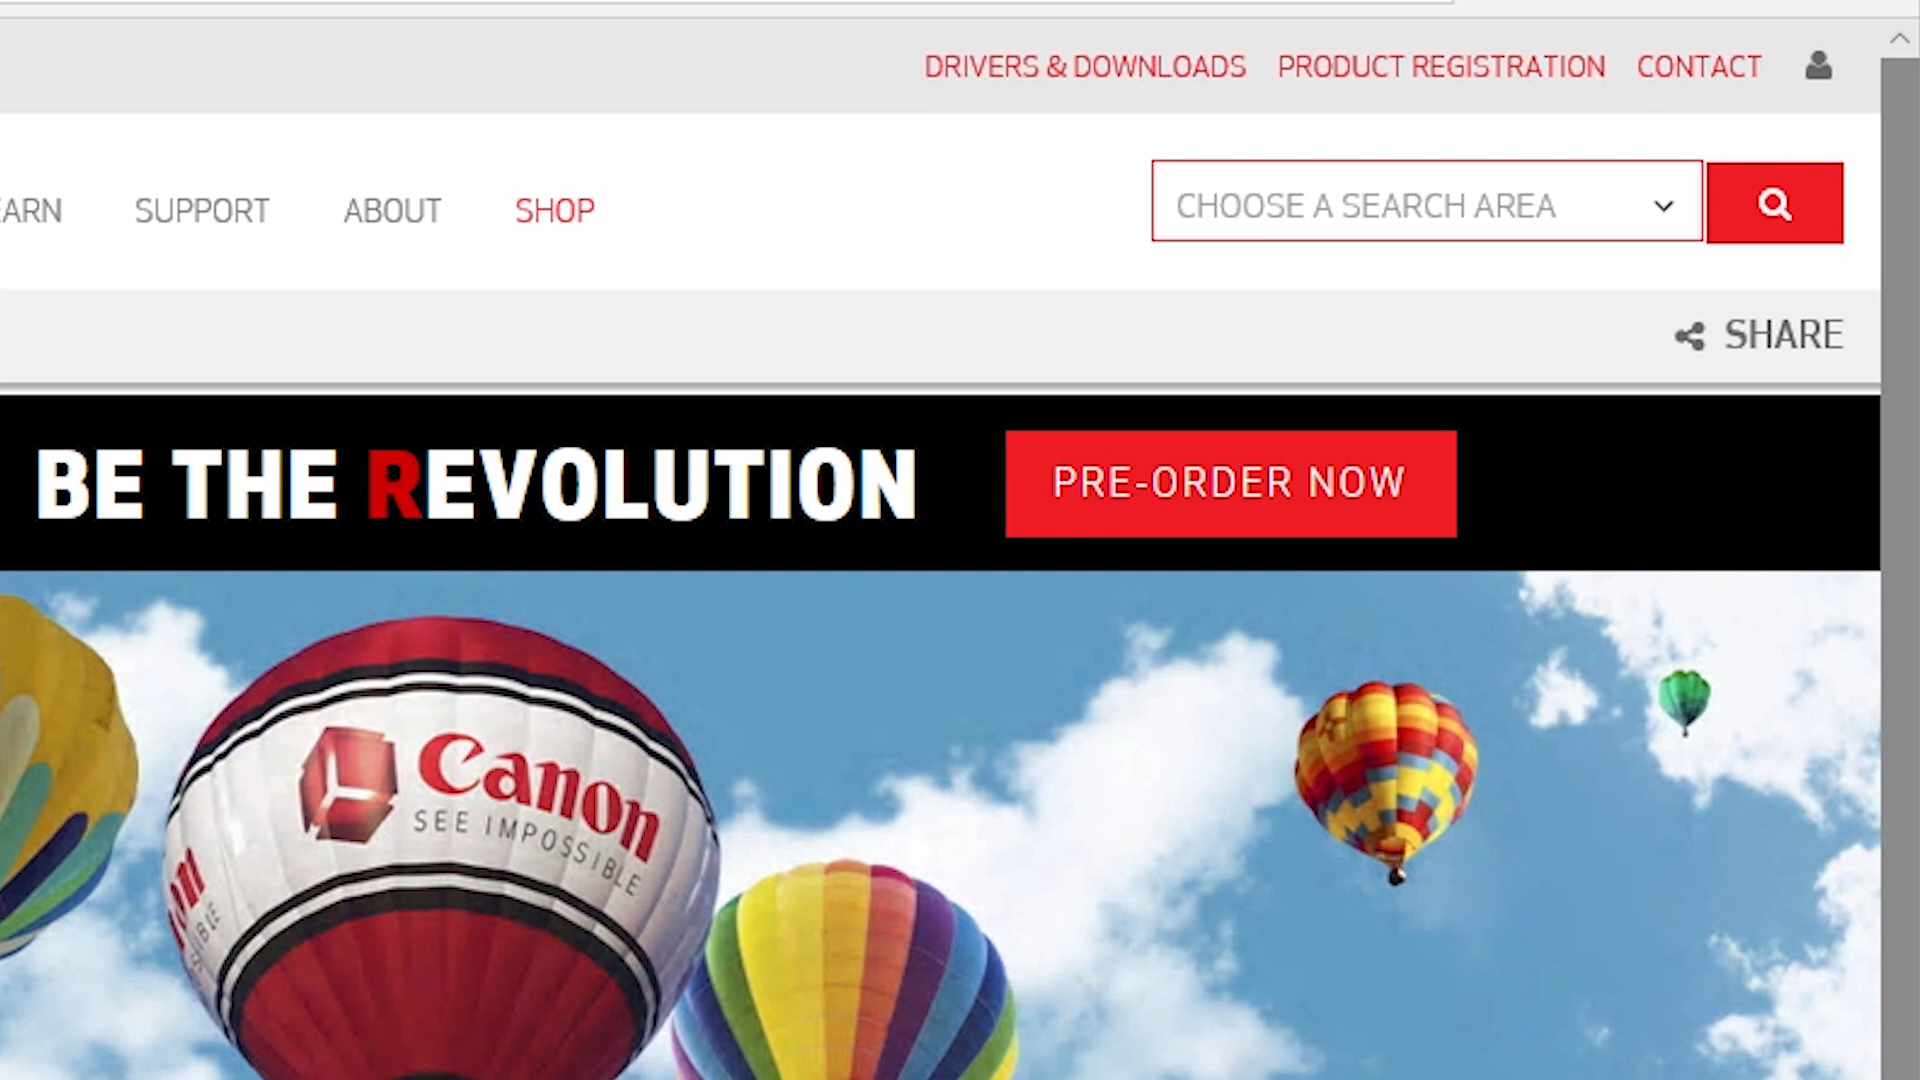 DRIVERS & DOWNLOADS PRODUCT REGISTRATION CONTACT
EARN SUPPORT ABOUT SHOP
CHOOSE A SEARCH AREA
SHARE
BE THE REVOLUTION
PRE-ORDER NOW
Canon
SEE IMPOSSIBLE